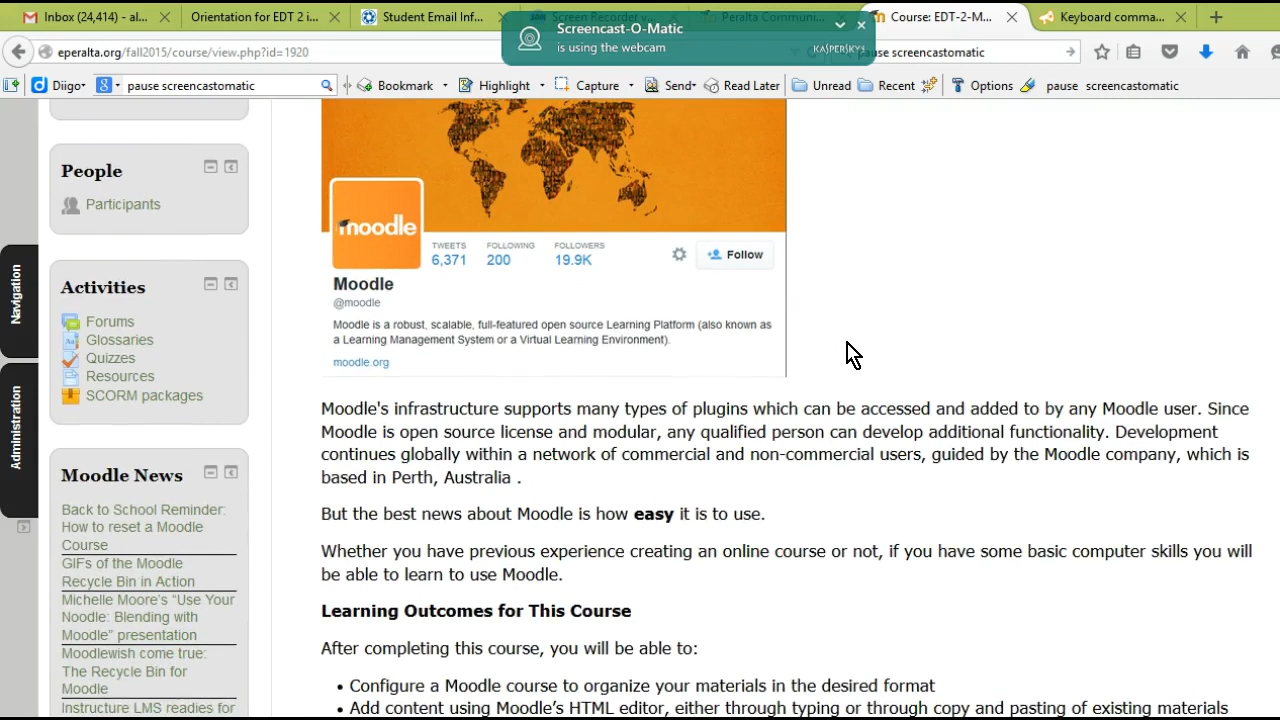 Inbox (24,414) - al...
Orientation for EDT 2 i...
Student Email Inf...
Screen Recorder
Peralta Commun
Course: EDT-2-M...
Keyboard comma...
Screencast-O-Matic
is using the webcam
KASPERSKY
eperalta.org/fall2015/course/view.php?id=1920
pause screencastomatic
Diigo
pause screencastomatic
Bookmark
Highlight
Capture
Send
Read Later
Unread
Recent
Options
pause screencastomatic
Navigation
Administration
People
Participants
Activities
Forums
Glossaries
Quizzes
Resources
SCORM packages
Moodle News
Back to School Reminder:
How to reset a Moodle
Course
GIFs of the Moodle
Recycle Bin in Action
Michelle Moore's "Use Your
Noodle: Blending with
Moodle" presentation
Moodlewish come true:
The Recycle Bin for
Moodle
Instructure LMS readies for
moodle
TWEETS FOLLOWING FOLLOWERS
6,371 200 19.9K
Follow
Moodle
@moodle
Moodle is a robust, scalable, full-featured open source Learning Platform (also known as
a Learning Management System or a Virtual Learning Environment).
moodle.org
Moodle's infrastructure supports many types of plugins which can be accessed and added to by any Moodle user. Since
Moodle is open source license and modular, any qualified person can develop additional functionality. Development
continues globally within a network of commercial and non-commercial users, guided by the Moodle company, which is
based in Perth, Australia .
But the best news about Moodle is how easy it is to use.
Whether you have previous experience creating an online course or not, if you have some basic computer skills you will
be able to learn to use Moodle.
Learning Outcomes for This Course
After completing this course, you will be able to:
• Configure a Moodle course to organize your materials in the desired format
• Add content using Moodle's HTML editor, either through typing or through copy and pasting of existing materials